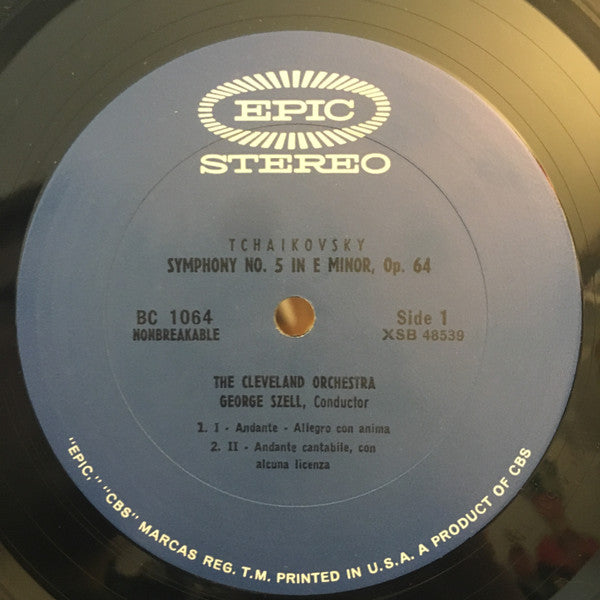 EPIC
STEREO
TCHAIKOVSKY
SYMPHONY NO. 5 IN E MINOR, Op. 64
BC 1064
NONBREAKABLE
Side 1
XSB 48539
THE CLEVELAND ORCHESTRA
GEORGE SZELL, Conductor
1. I - Andante - Allegro con anima
2. II - Andante cantabile, con
alcuna licenza
"EPIC," "CBS" MARCAS REG. T.M. PRINTED IN U.S.A. A PRODUCT OF CBS